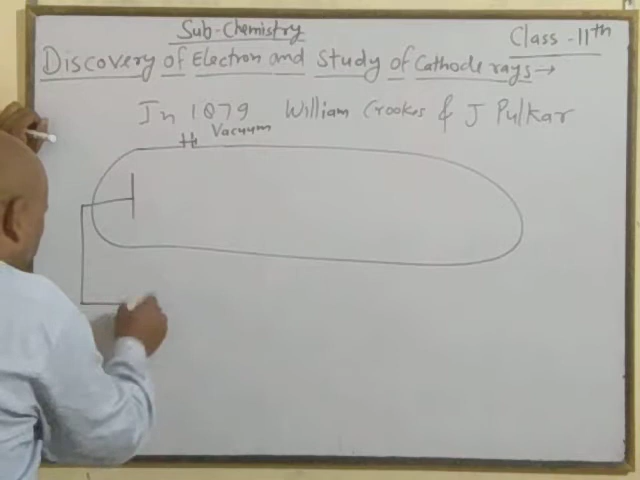 Sub-Chemistry
Class-11th
Discovery of Electron and Study of Cathode rays→
In 1879 William Crookes & J Pulkar
Vacuum